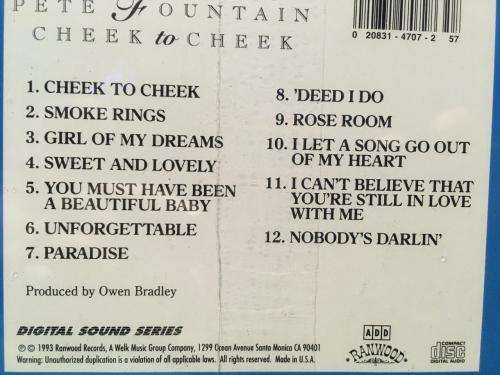 PETE FOUNTAIN
CHEEK to CHEEK
0 20831 - 4707 - 2 57
1. CHEEK TO CHEEK
2. SMOKE RINGS
3. GIRL OF MY DREAMS
4. SWEET AND LOVELY
5. YOU MUST HAVE BEEN
A BEAUTIFUL BABY
6. UNFORGETTABLE
7. PARADISE
8. 'DEED I DO
9. ROSE ROOM
10. I LET A SONG GO OUT
OF MY HEART
11. I CAN'T BELIEVE THAT
YOU'RE STILL IN LOVE
WITH ME
12. NOBODY'S DARLIN'
Produced by Owen Bradley
DIGITAL SOUND SERIES
℗ © 1993 Ranwood Records, A Welk Music Group Company, 1299 Ocean Avenue Santa Monica CA 90401
Warning: Unauthorized duplication is a violation of all applicable laws. All rights reserved. Made in U.S.A.
ADD
RANWOOD
COMPACT
disc
DIGITAL AUDIO